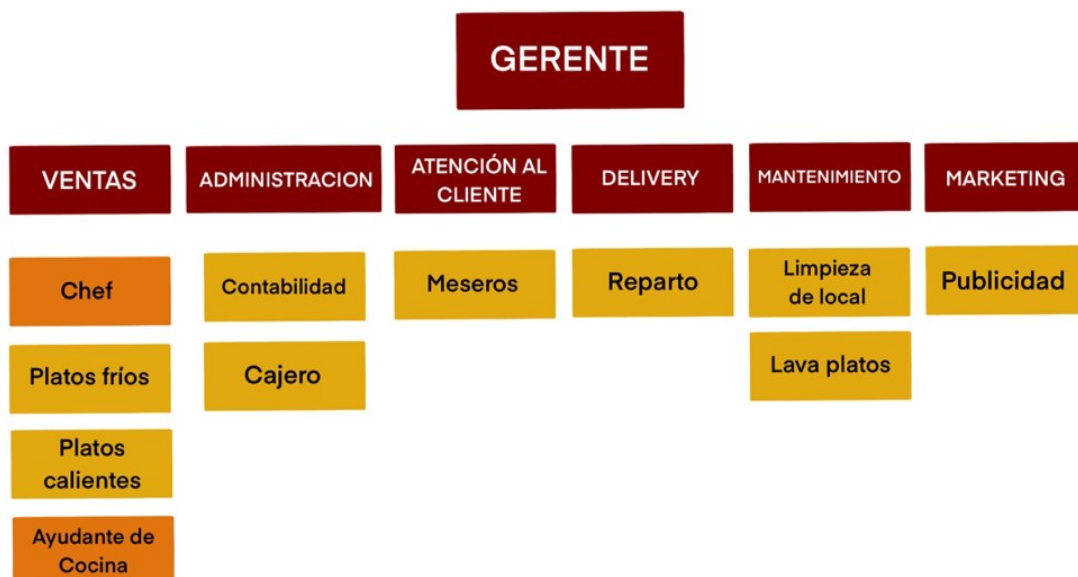 GERENTE
VENTAS
ADMINISTRACION
ATENCIÓN AL
CLIENTE
DELIVERY
MANTENIMIENTO
MARKETING
Chef
Contabilidad
Meseros
Reparto
Limpieza
de local
Publicidad
Platos fríos
Cajero
Lava platos
Platos
calientes
Ayudante de
Cocina